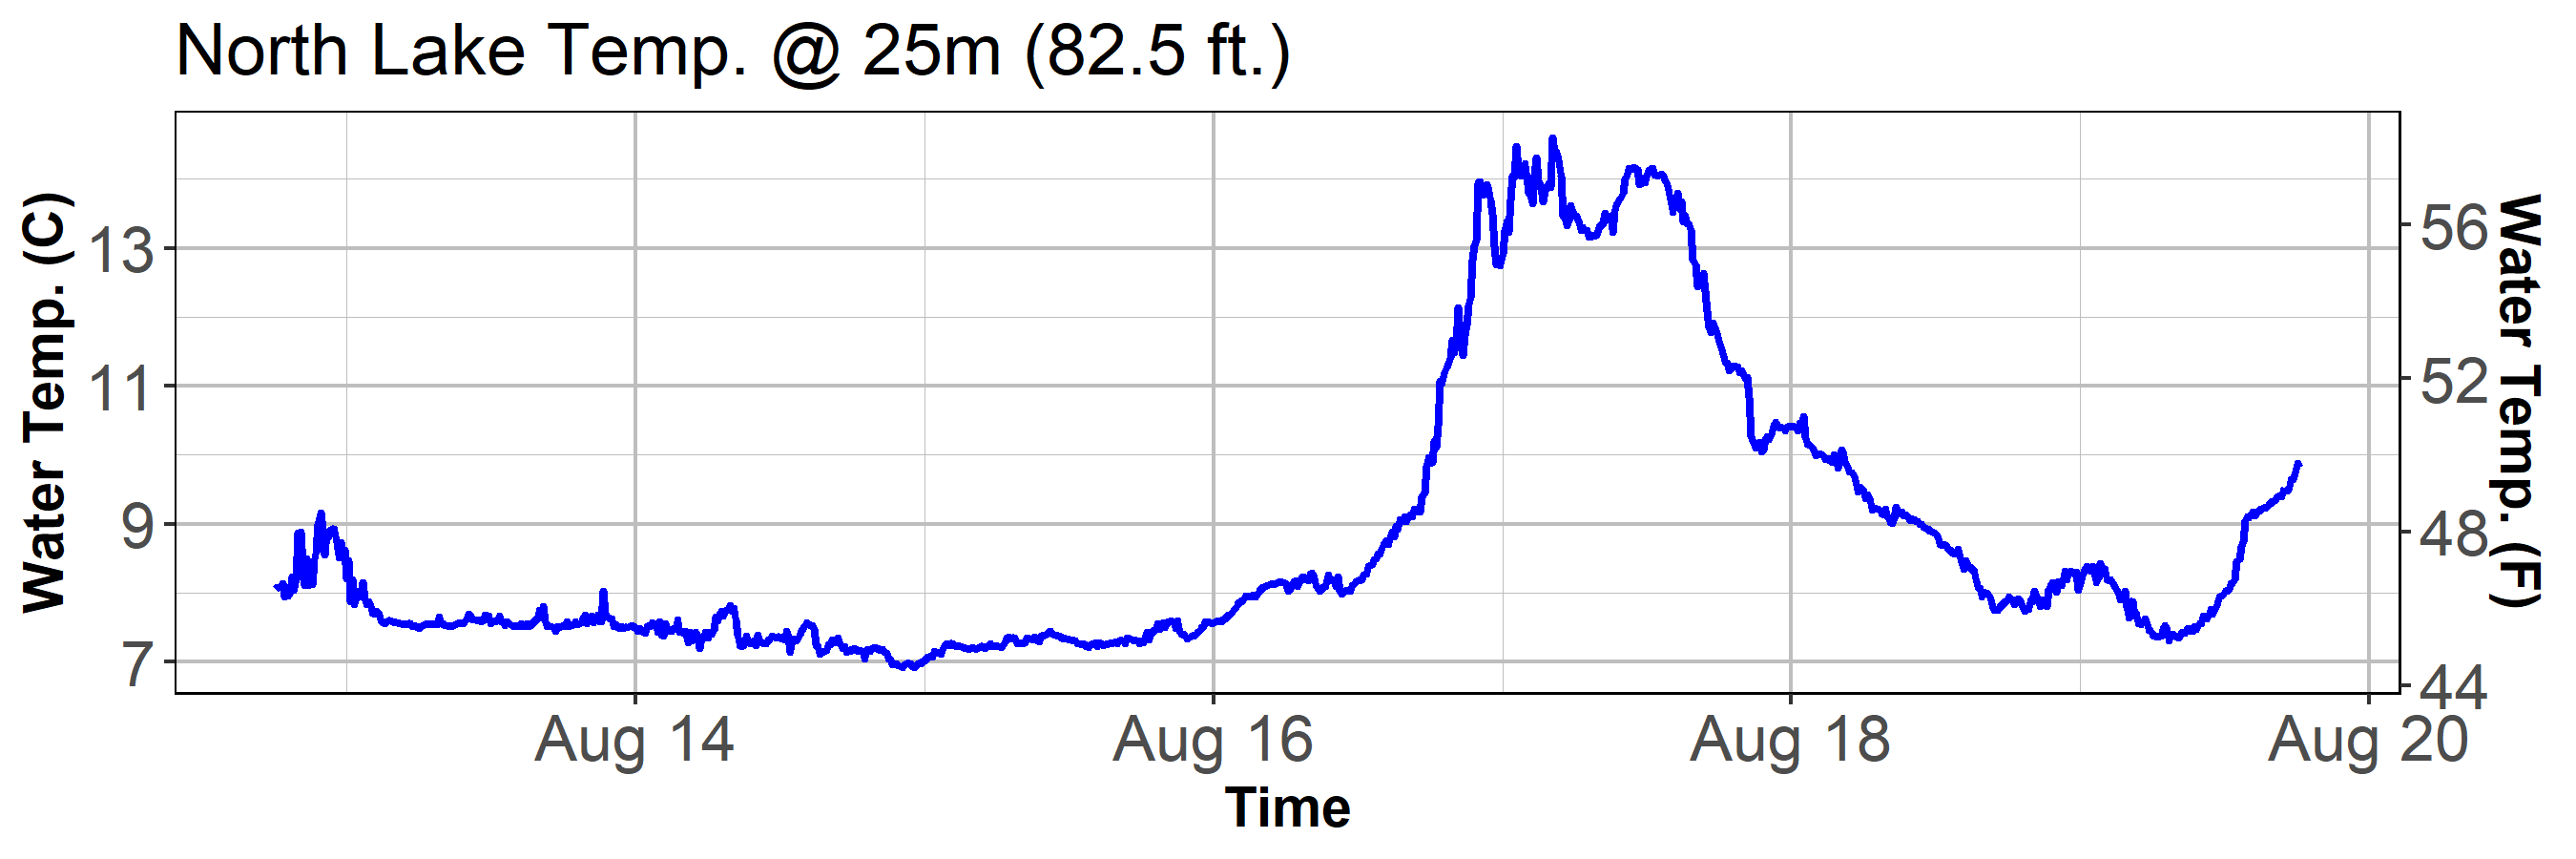 North Lake Temp. @ 25m (82.5 ft.)
Water Temp. (C)
13
11
9
7
56
52
48
44
Water Temp. (F)
Aug 14
Aug 16
Aug 18
Aug 20
Time